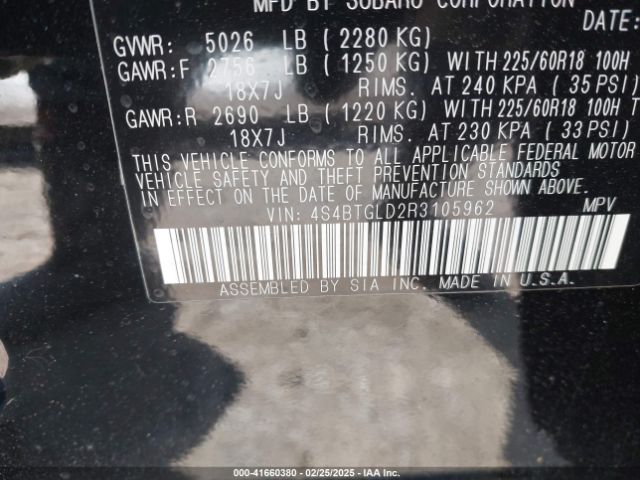 MFD BY SUBARU CORPORATION
DATE:
GVWR: 5026 LB ( 2280 KG)
GAWR:F 2756 LB ( 1250 KG) WITH 225/60R18 100H
18X7J RIMS. AT 240 KPA ( 35 PSI)
GAWR:R 2690 LB ( 1220 KG) WITH 225/60R18 100H
18X7J RIMS. AT 230 KPA ( 33 PSI)
THIS VEHICLE CONFORMS TO ALL APPLICABLE FEDERAL MOTOR
VEHICLE SAFETY AND THEFT PREVENTION STANDARDS
IN EFFECT ON THE DATE OF MANUFACTURE SHOWN ABOVE.
VIN: 4S4BTGLD2R3105962 MPV
ASSEMBLED BY SIA INC. MADE IN U.S.A.
000-41660380 - 02/25/2025 - IAA Inc.